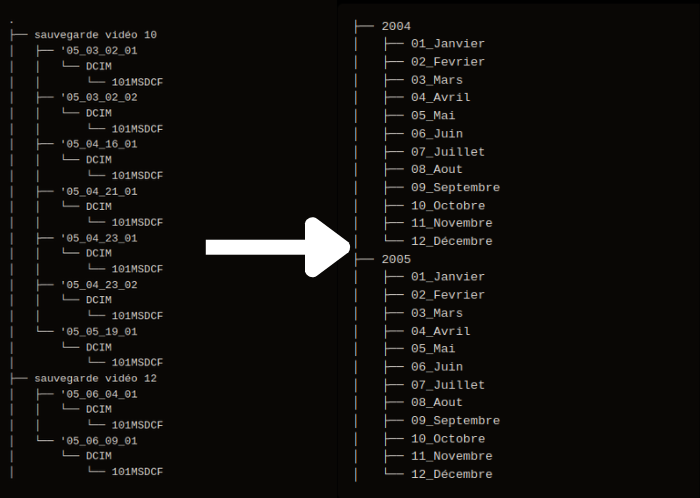 .
├── sauvegarde vidéo 10
│   ├── '05_03_02_01
│   │   └── DCIM
│   │       └── 101MSDCF
│   ├── '05_03_02_02
│   │   └── DCIM
│   │       └── 101MSDCF
│   ├── '05_04_16_01
│   │   └── DCIM
│   │       └── 101MSDCF
│   ├── '05_04_21_01
│   │   └── DCIM
│   │       └── 101MSDCF
│   ├── '05_04_23_01
│   │   └── DCIM
│   │       └── 101MSDCF
│   ├── '05_04_23_02
│   │   └── DCIM
│   │       └── 101MSDCF
│   └── '05_05_19_01
│       └── DCIM
│           └── 101MSDCF
├── sauvegarde vidéo 12
│   ├── '05_06_04_01
│   │   └── DCIM
│   │       └── 101MSDCF
│   └── '05_06_09_01
│       └── DCIM
│           └── 101MSDCF
├── 2004
│   ├── 01_Janvier
│   ├── 02_Fevrier
│   ├── 03_Mars
│   ├── 04_Avril
│   ├── 05_Mai
│   ├── 06_Juin
│   ├── 07_Juillet
│   ├── 08_Aout
│   ├── 09_Septembre
│   ├── 10_Octobre
│   ├── 11_Novembre
│   └── 12_Décembre
├── 2005
│   ├── 01_Janvier
│   ├── 02_Fevrier
│   ├── 03_Mars
│   ├── 04_Avril
│   ├── 05_Mai
│   ├── 06_Juin
│   ├── 07_Juillet
│   ├── 08_Aout
│   ├── 09_Septembre
│   ├── 10_Octobre
│   ├── 11_Novembre
│   └── 12_Décembre